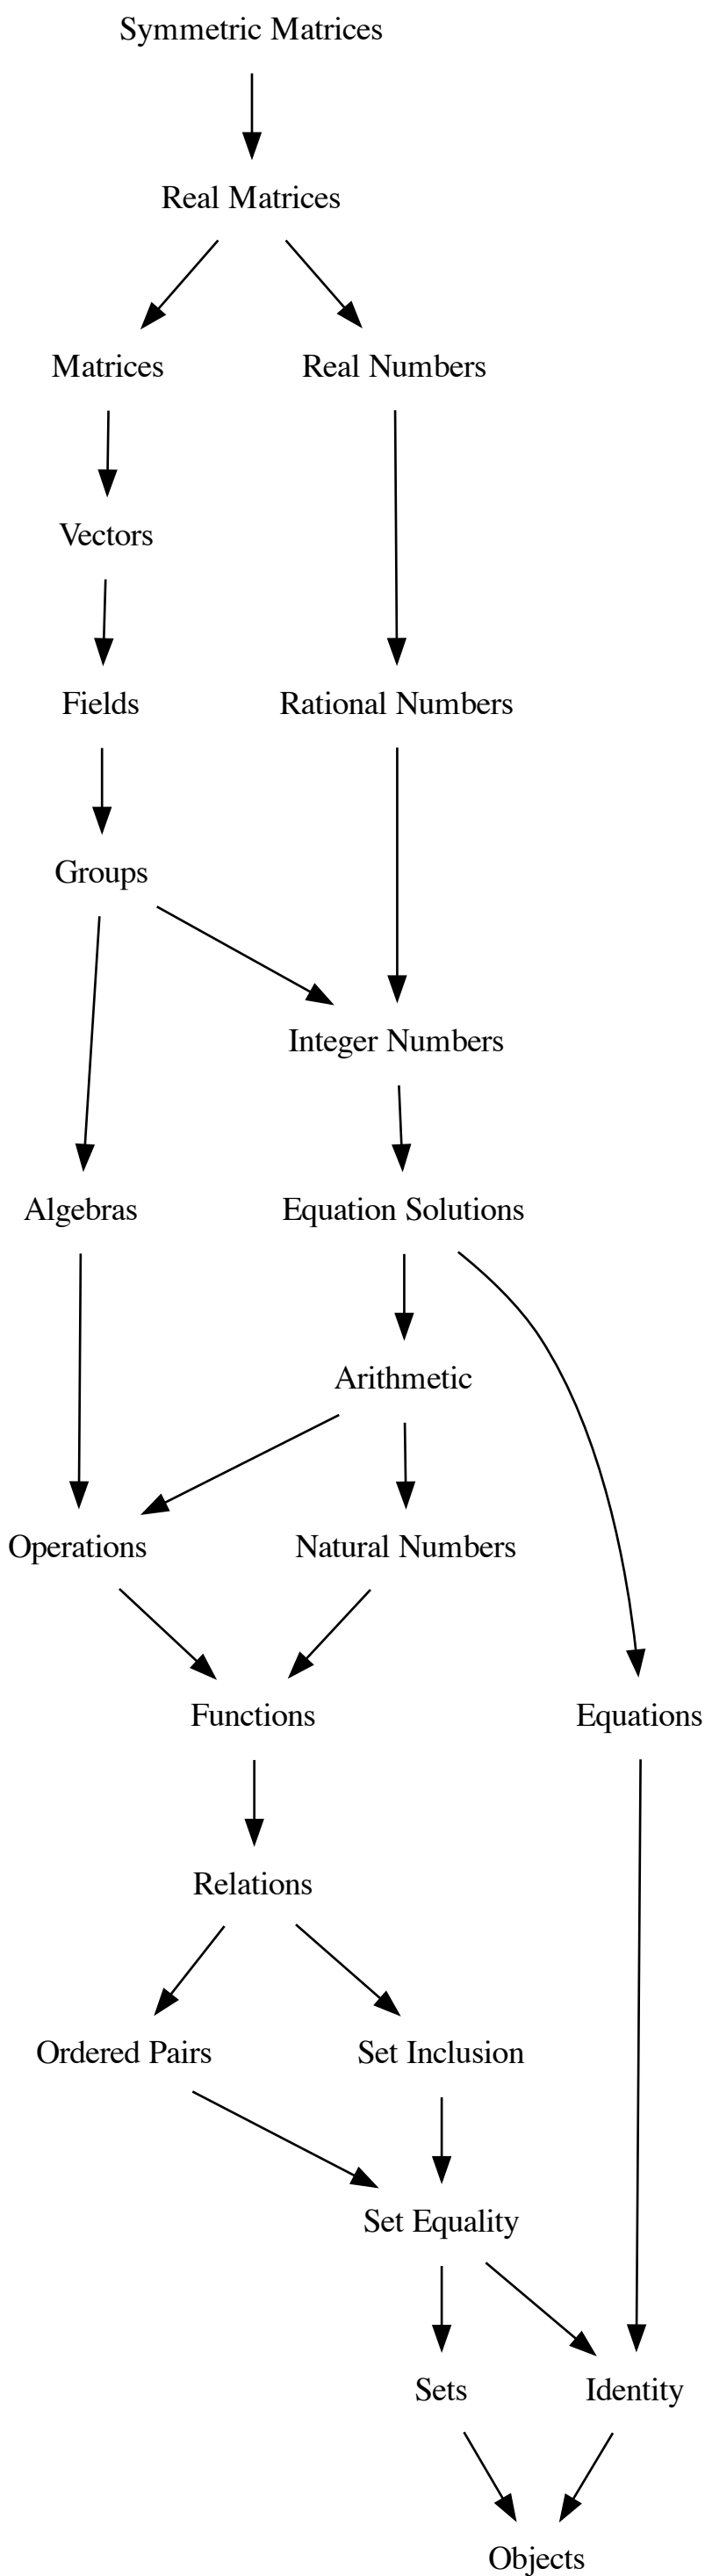 Symmetric Matrices
Real Matrices
Matrices
Real Numbers
Vectors
Fields
Rational Numbers
Groups
Integer Numbers
Algebras
Equation Solutions
Arithmetic
Operations
Natural Numbers
Functions
Equations
Relations
Ordered Pairs
Set Inclusion
Set Equality
Sets
Identity
Objects